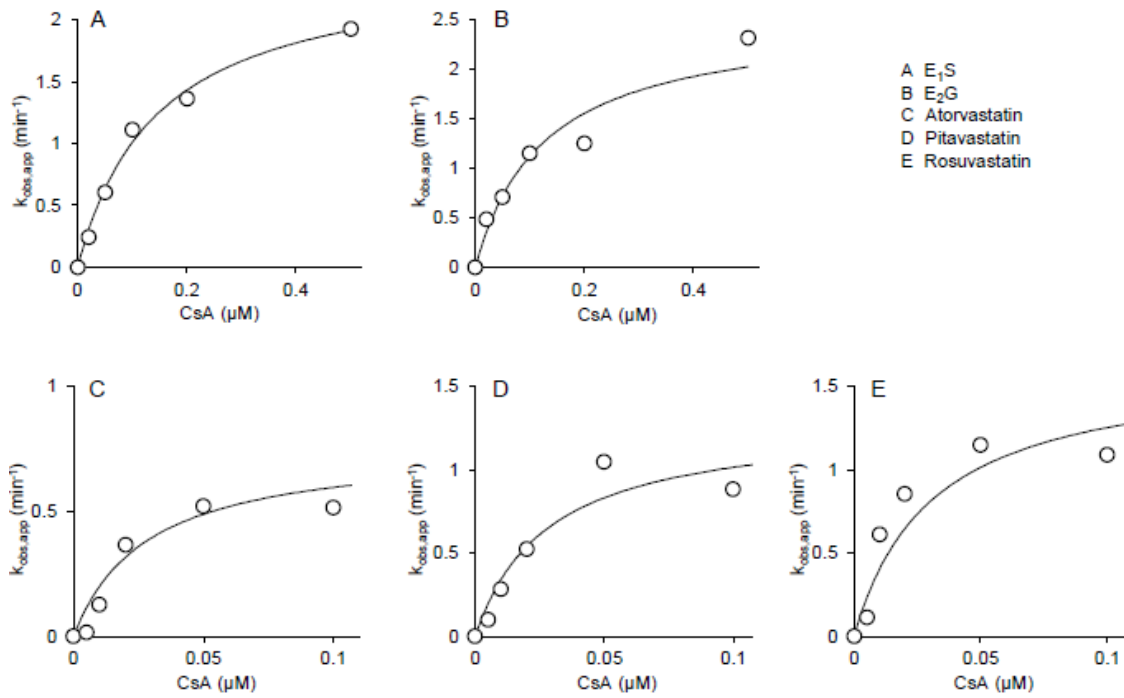 A
2
1.5
1
0.5
0
k_obs,app (min⁻¹)
0
0.2
0.4
CsA (µM)
B
2.5
2
1.5
1
0.5
0
k_obs,app (min⁻¹)
0
0.2
0.4
CsA (µM)
A E₁S
B E₂G
C Atorvastatin
D Pitavastatin
E Rosuvastatin
C
1
0.5
0
k_obs,app (min⁻¹)
0
0.05
0.1
CsA (µM)
D
1.5
1
0.5
0
k_obs,app (min⁻¹)
0
0.05
0.1
CsA (µM)
E
1.5
1
0.5
0
k_obs,app (min⁻¹)
0
0.05
0.1
CsA (µM)